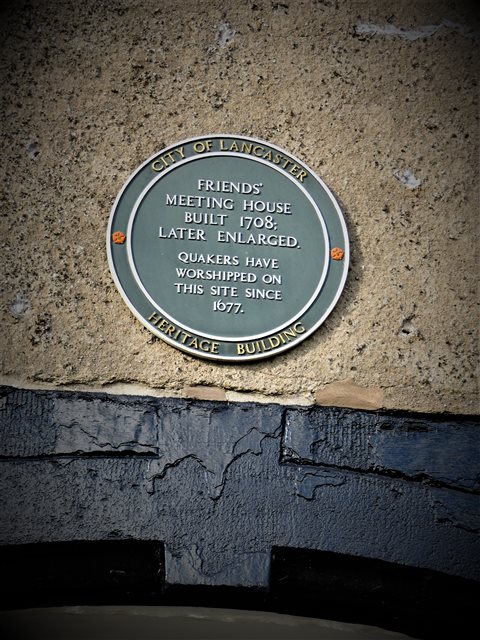 CITY OF LANCASTER
FRIENDS'
MEETING HOUSE
BUILT 1708;
LATER ENLARGED.
QUAKERS HAVE
WORSHIPPED ON
THIS SITE SINCE
1677.
HERITAGE BUILDING